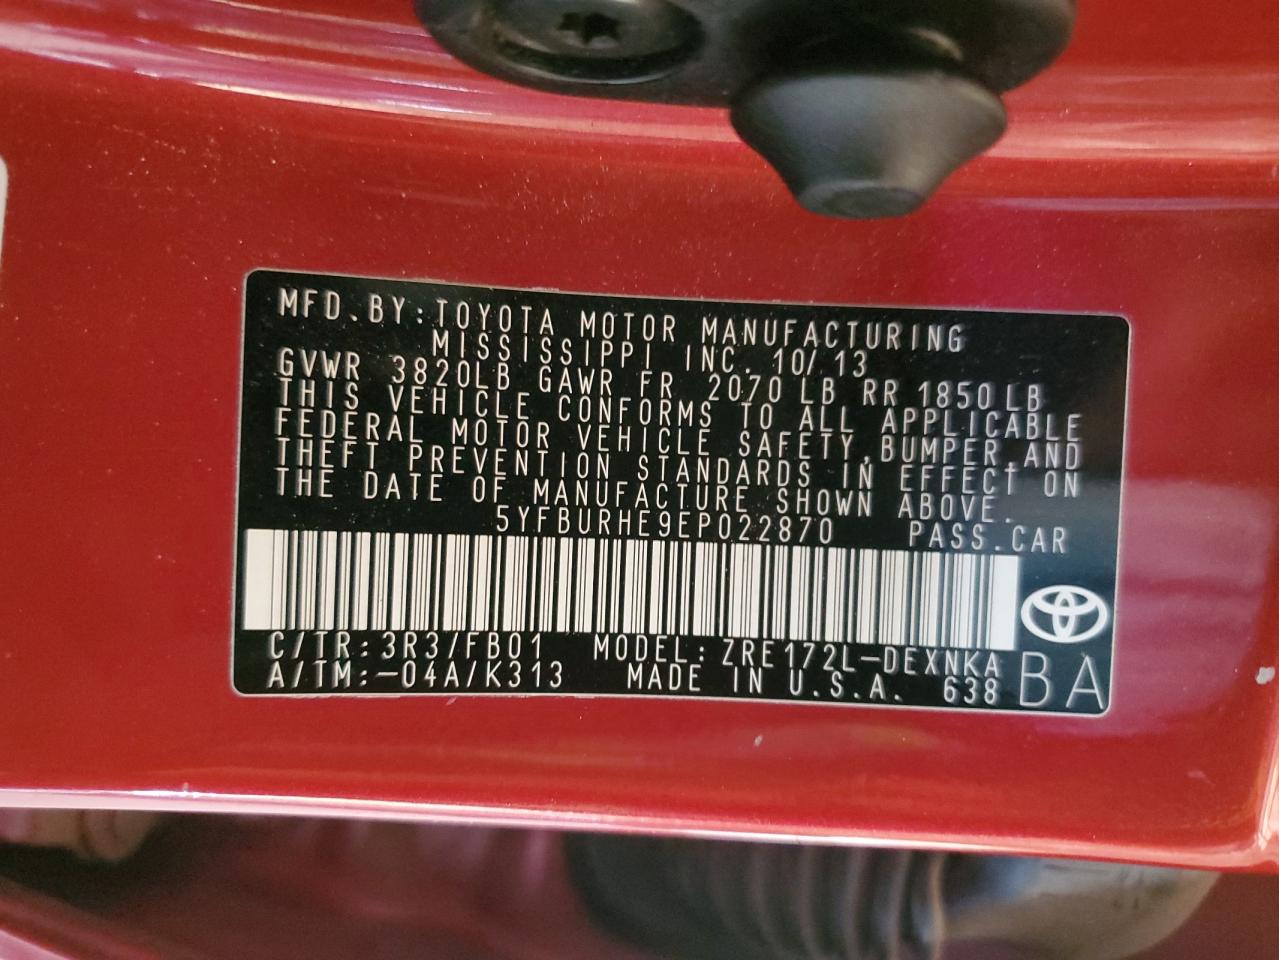 MFD.BY:TOYOTA MOTOR MANUFACTURING
MISSISSIPPI INC. 10/13
GVWR 3820LB GAWR FR 2070 LB RR 1850LB
THIS VEHICLE CONFORMS TO ALL APPLICABLE
FEDERAL MOTOR VEHICLE SAFETY,BUMPER,AND
THEFT PREVENTION STANDARDS IN EFFECT ON
THE DATE OF MANUFACTURE SHOWN ABOVE.
5YFBURHE9EP022870 PASS.CAR
C/TR:3R3/FB01 MODEL:ZRE172L-DEXNKA
A/TM:-04A/K313 MADE IN U.S.A. 638 BA